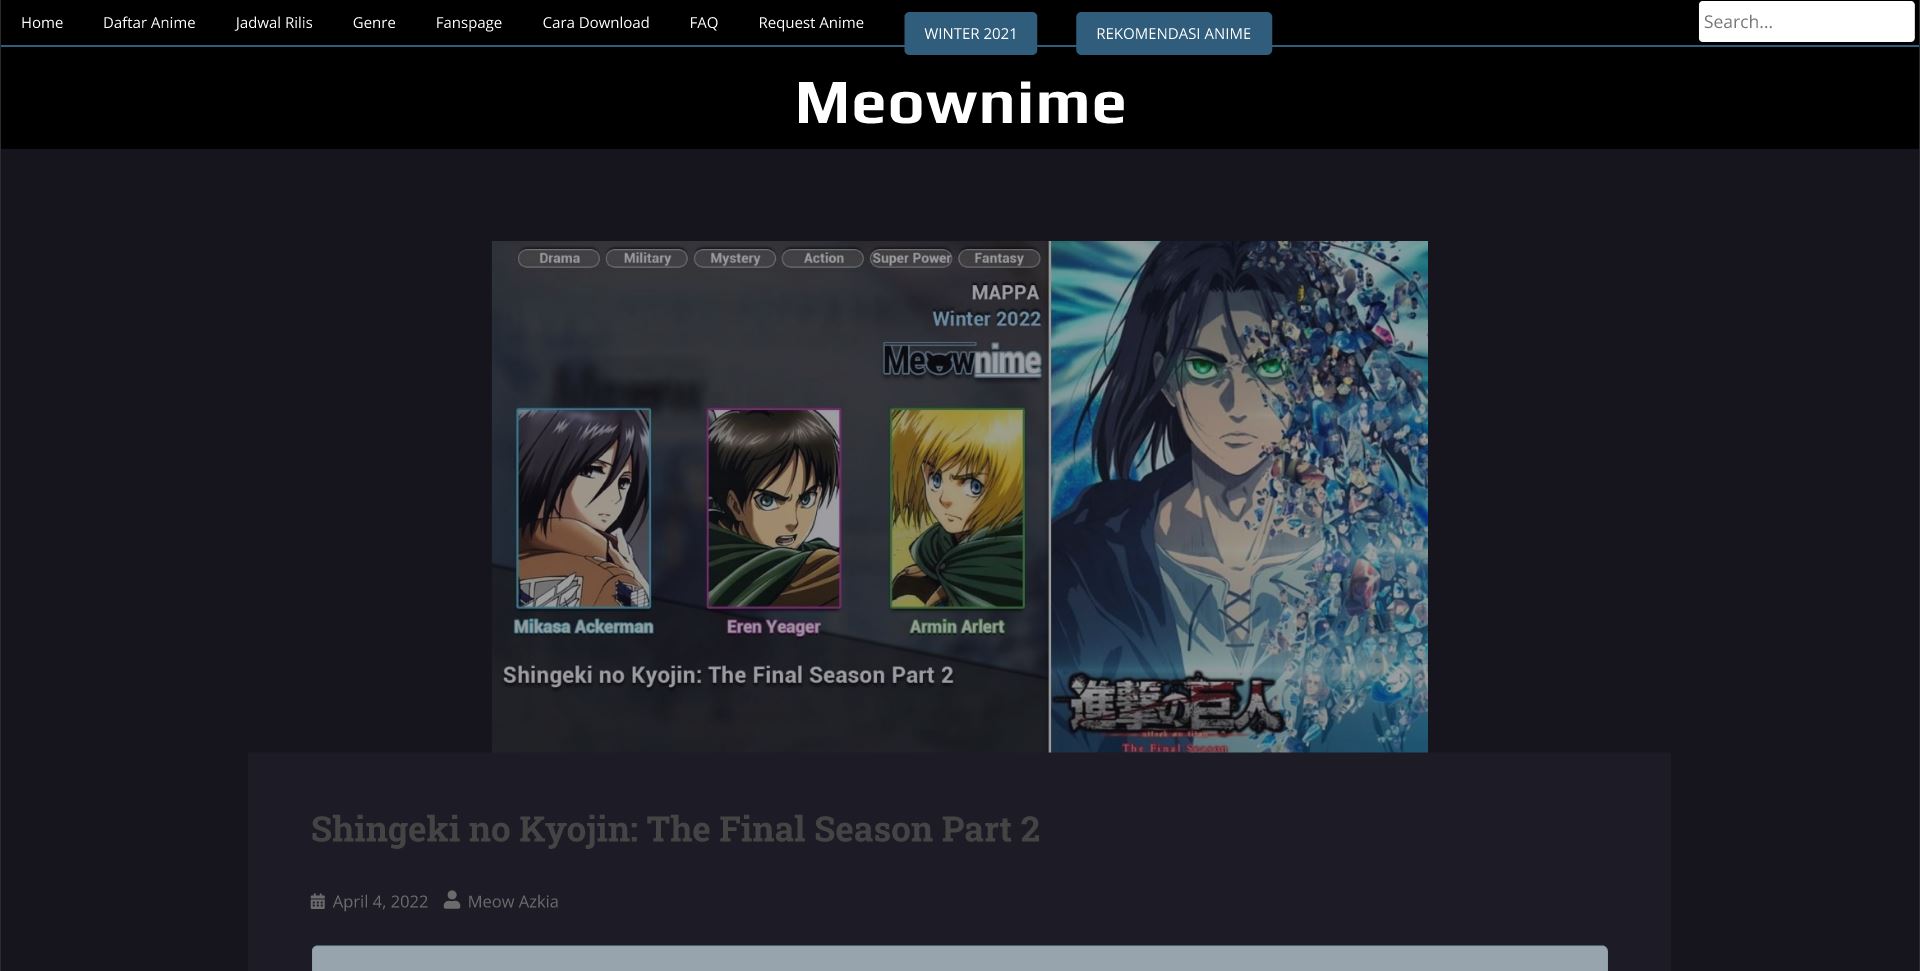 Home Daftar Anime Jadwal Rilis Genre Fanspage Cara Download FAQ Request Anime WINTER 2021 REKOMENDASI ANIME Search...
Meownime
Drama Military Mystery Action Super Power Fantasy
MAPPA
Winter 2022
Meownime
Mikasa Ackerman Eren Yeager Armin Arlert
Shingeki no Kyojin: The Final Season Part 2
進撃の巨人
attack on titan
The Final Season
Shingeki no Kyojin: The Final Season Part 2
April 4, 2022 Meow Azkia